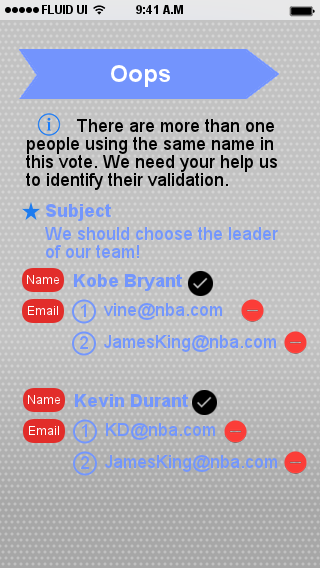 FLUID UI 9:41 A.M
Oops
There are more than one
people using the same name in
this vote. We need your help us
to identify their validation.
Subject
We should choose the leader
of our team!
Name Kobe Bryant
Email 1 vine@nba.com
2 JamesKing@nba.com
Name Kevin Durant
Email 1 KD@nba.com
2 JamesKing@nba.com